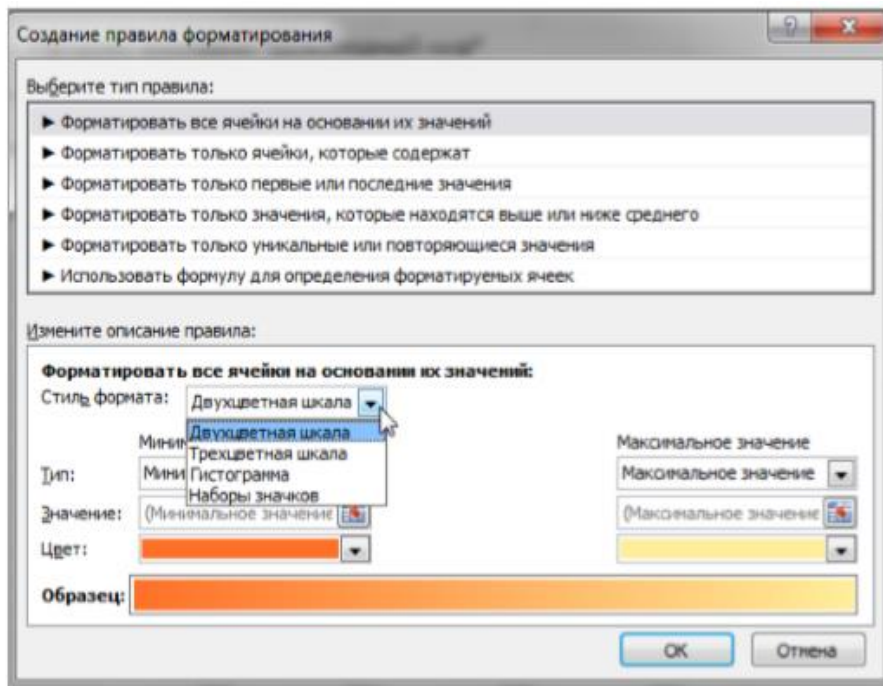 Создание правила форматирования
Выберите тип правила:
► Форматировать все ячейки на основании их значений
► Форматировать только ячейки, которые содержат
► Форматировать только первые или последние значения
► Форматировать только значения, которые находятся выше или ниже среднего
► Форматировать только уникальные или повторяющиеся значения
► Использовать формулу для определения форматируемых ячеек
Измените описание правила:
Форматировать все ячейки на основании их значений:
Стиль формата: Двухцветная шкала
Двухцветная шкала
Трехцветная шкала
Гистограмма
Наборы значков
Максимальное значение
Тип: Максимальное значение
Значение: (Минимальное значение (Максимальное значение
Цвет:
Образец:
ОК Отмена